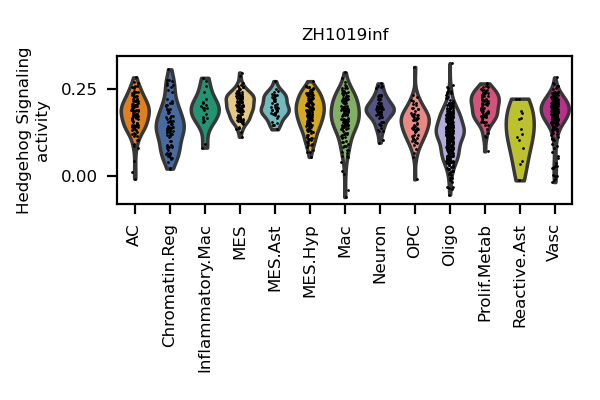 ZH1019inf
Hedgehog Signaling
activity
0.25
0.00
AC
Chromatin.Reg
Inflammatory.Mac
MES
MES.Ast
MES.Hyp
Mac
Neuron
OPC
Oligo
Prolif.Metab
Reactive.Ast
Vasc